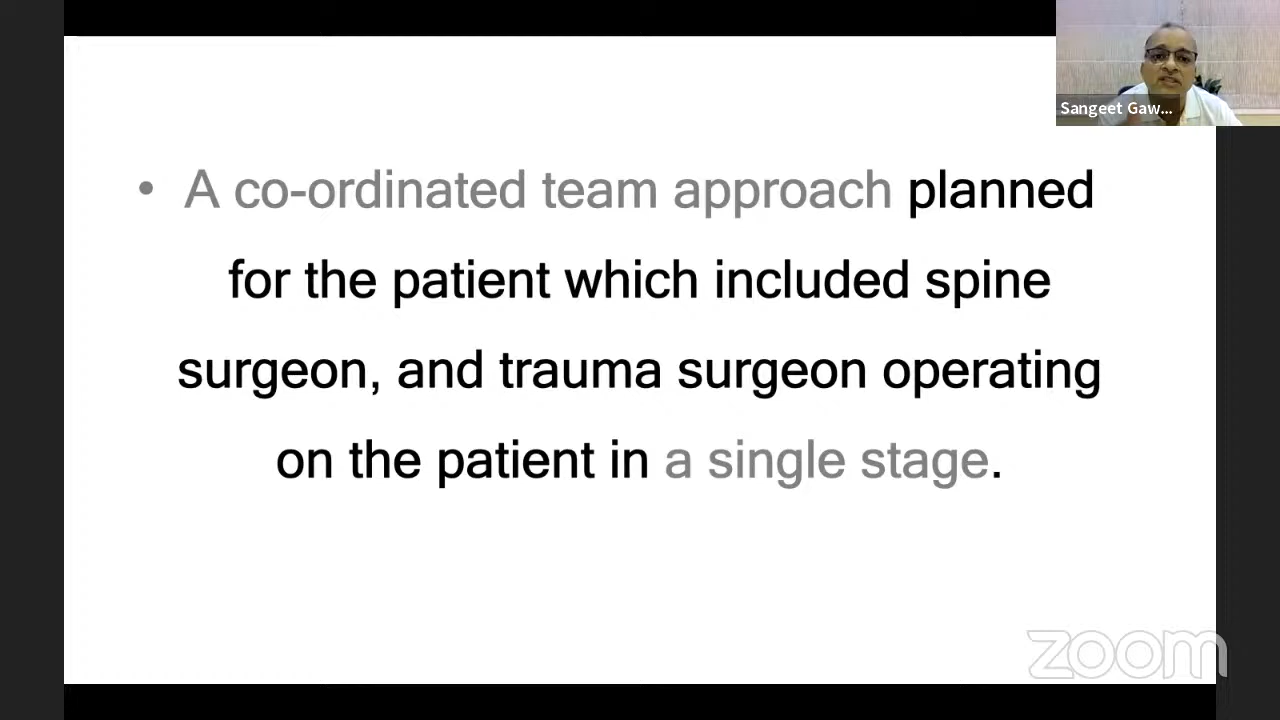 Sangeet Gaw...
• A co-ordinated team approach planned
for the patient which included spine
surgeon, and trauma surgeon operating
on the patient in a single stage.
zoom